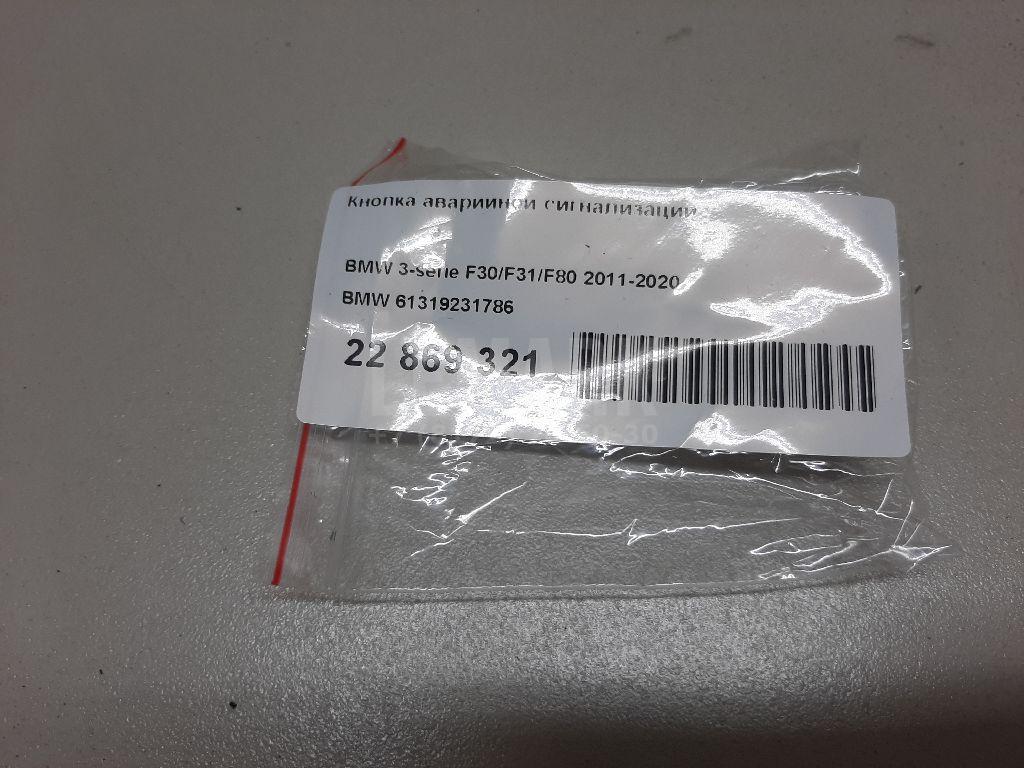 Кнопка аварийной сигнализации
BMW 3-serie F30/F31/F80 2011-2020
BMW 61319231786
22 869 321